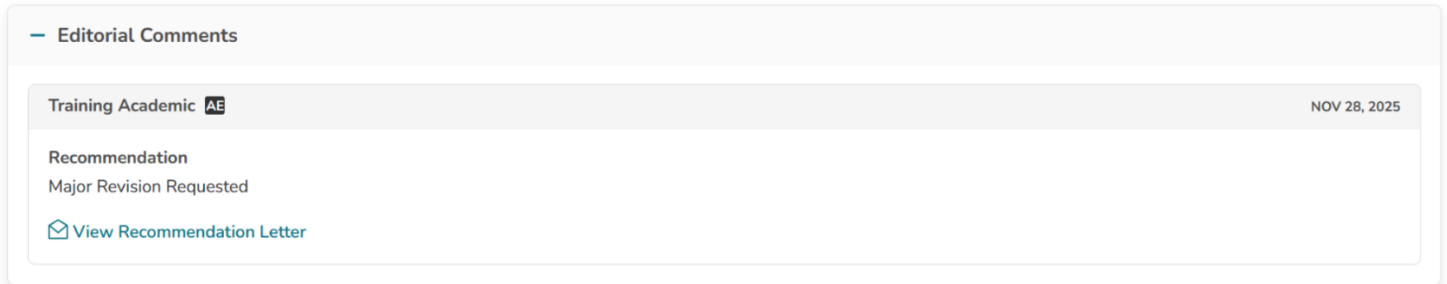 Editorial Comments
Training Academic AE
NOV 28, 2025
Recommendation
Major Revision Requested
View Recommendation Letter